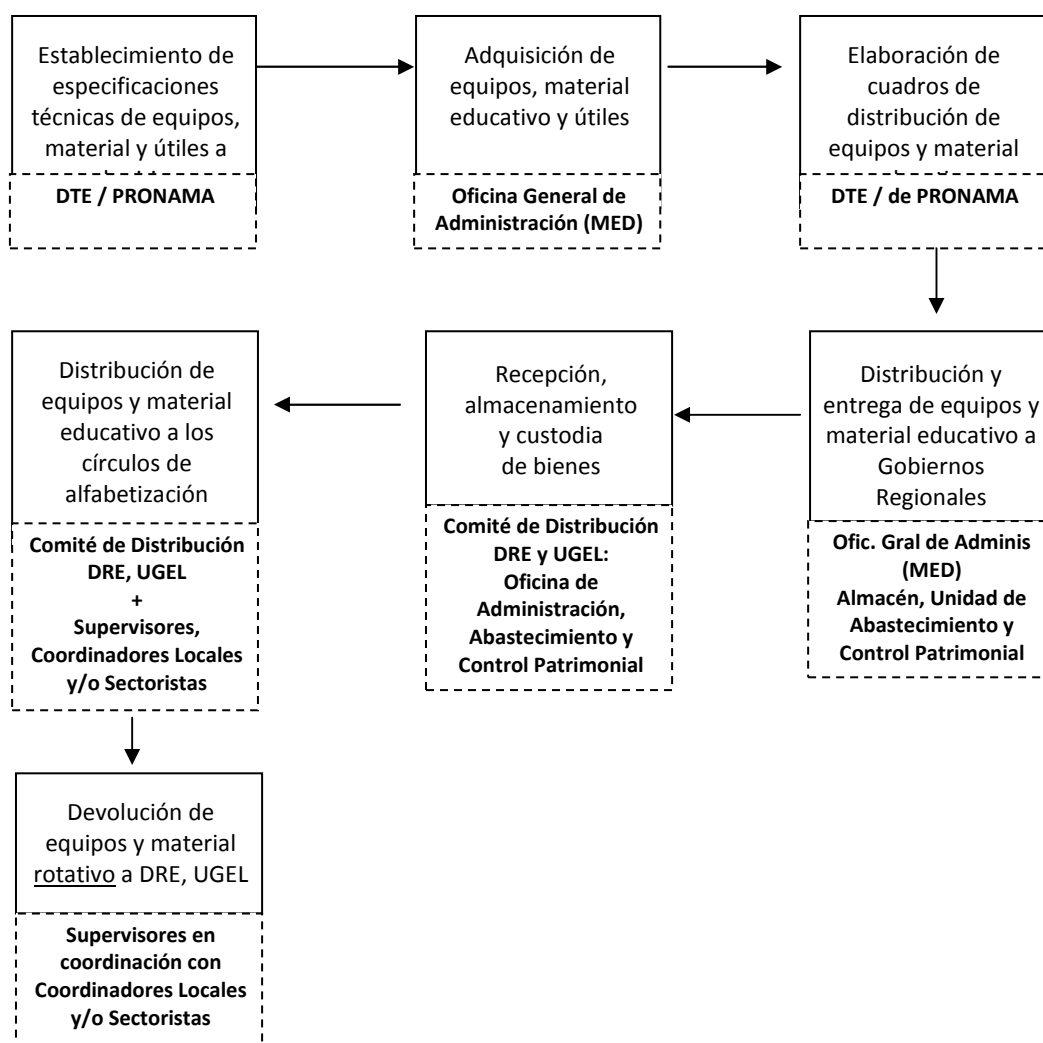 Establecimiento de
especificaciones
técnicas de equipos,
material y útiles a
DTE / PRONAMA
Adquisición de
equipos, material
educativo y útiles
Oficina General de
Administración (MED)
Elaboración de
cuadros de
distribución de
equipos y material
DTE / de PRONAMA
Distribución y
entrega de equipos y
material educativo a
Gobiernos
Regionales
Ofic. Gral de Adminis
(MED)
Almacén, Unidad de
Abastecimiento y
Control Patrimonial
Recepción,
almacenamiento
y custodia
de bienes
Comité de Distribución
DRE y UGEL:
Oficina de
Administración,
Abastecimiento y
Control Patrimonial
Distribución de
equipos y material
educativo a los
círculos de
alfabetización
Comité de Distribución
DRE, UGEL
+
Supervisores,
Coordinadores Locales
y/o Sectoristas
Devolución de
equipos y material
rotativo a DRE, UGEL
Supervisores en
coordinación con
Coordinadores Locales
y/o Sectoristas